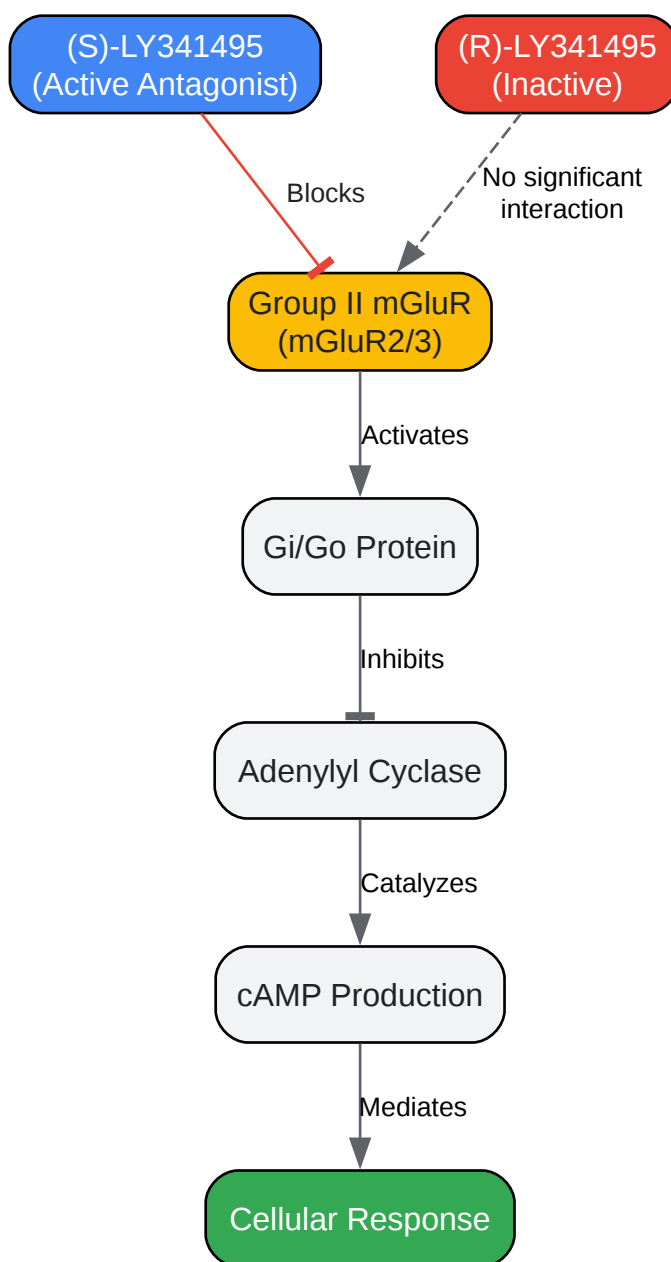 (S)-LY341495
(Active Antagonist)
(R)-LY341495
(Inactive)
Blocks
No significant
interaction
Group II mGluR
(mGluR2/3)
Activates
Gi/Go Protein
Inhibits
Adenylyl Cyclase
Catalyzes
cAMP Production
Mediates
Cellular Response